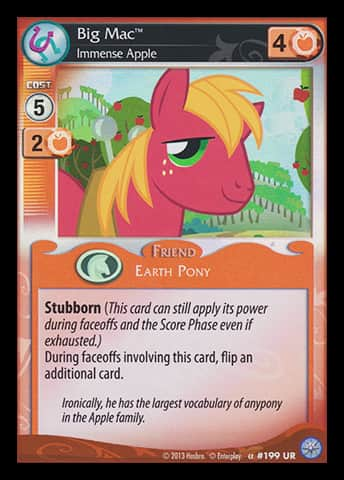 Big Mac™
Immense Apple
4
COST
5
2
FRIEND
EARTH PONY
Stubborn (This card can still apply its power
during faceoffs and the Score Phase even if
exhausted.)
During faceoffs involving this card, flip an
additional card.
Ironically, he has the largest vocabulary of anypony
in the Apple family.
© 2013 Hasbro. © Enterplay. α #199 UR